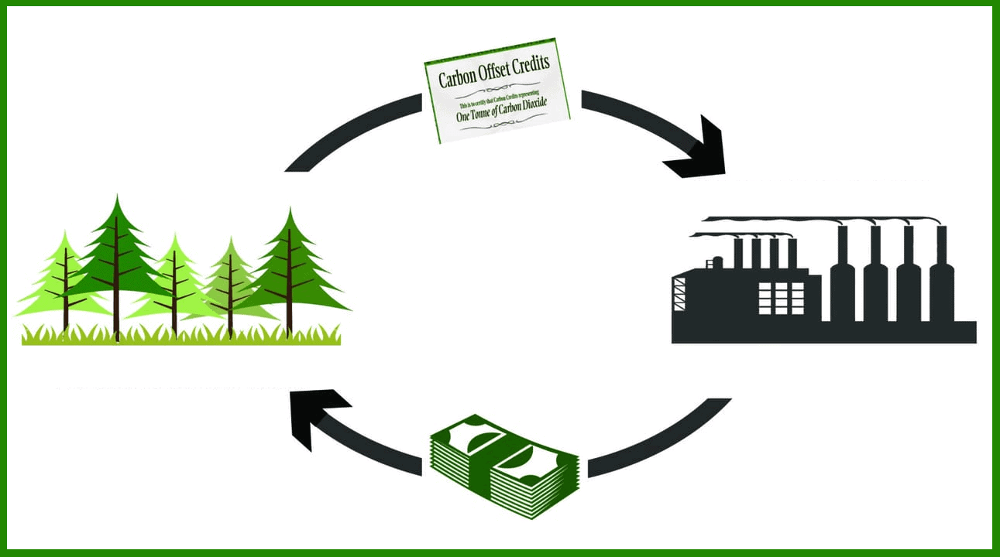 Carbon Offset Credits
This is to certify that Carbon Credits representing
One Tonne of Carbon Dioxide